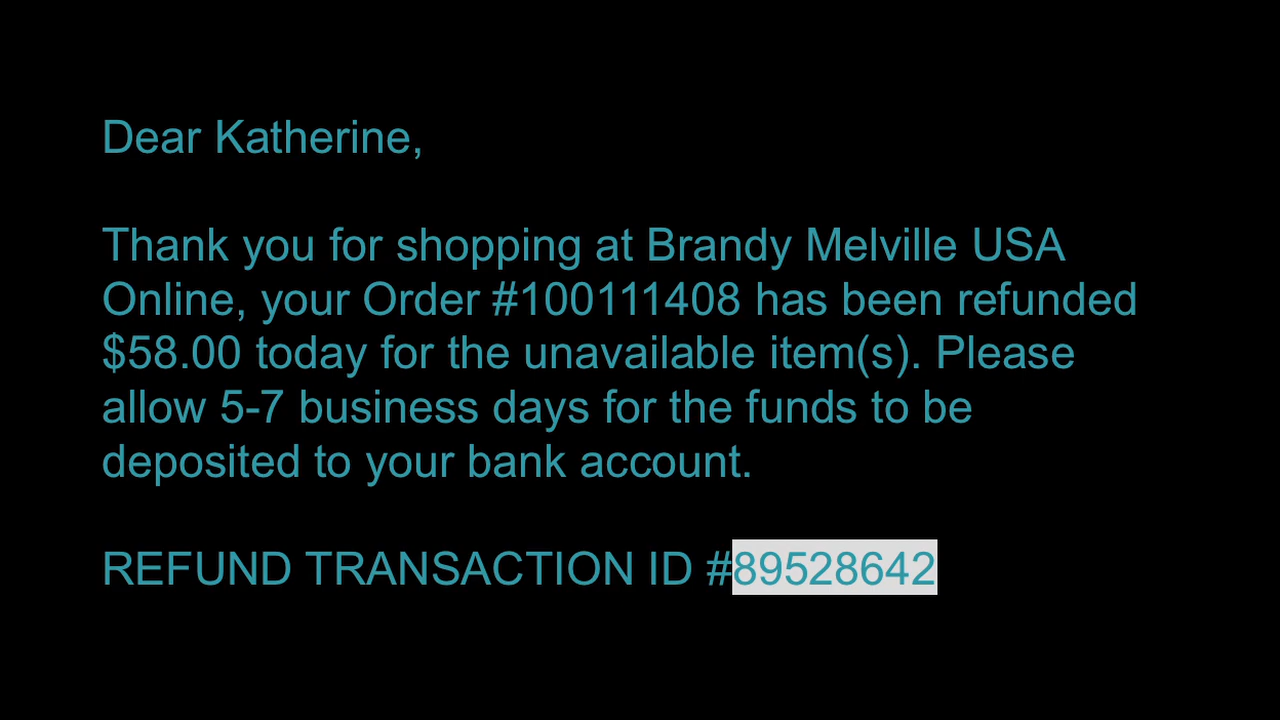 Dear Katherine,
Thank you for shopping at Brandy Melville USA
Online, your Order #100111408 has been refunded
$58.00 today for the unavailable item(s). Please
allow 5-7 business days for the funds to be
deposited to your bank account.
REFUND TRANSACTION ID #89528642